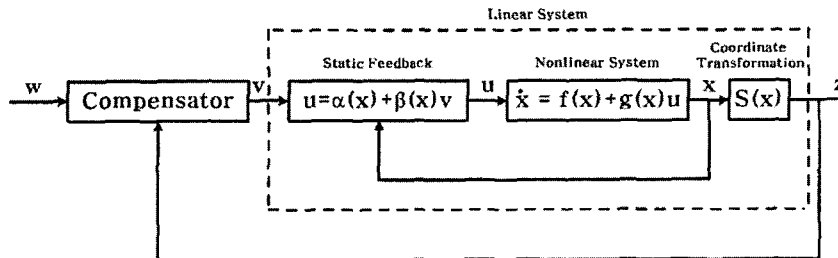 Linear System
Static Feedback
Nonlinear System
Coordinate
Transformation
w
Compensator
v
u=α(x)+β(x)v
u
ẋ = f(x)+g(x)u
x
S(x)
z